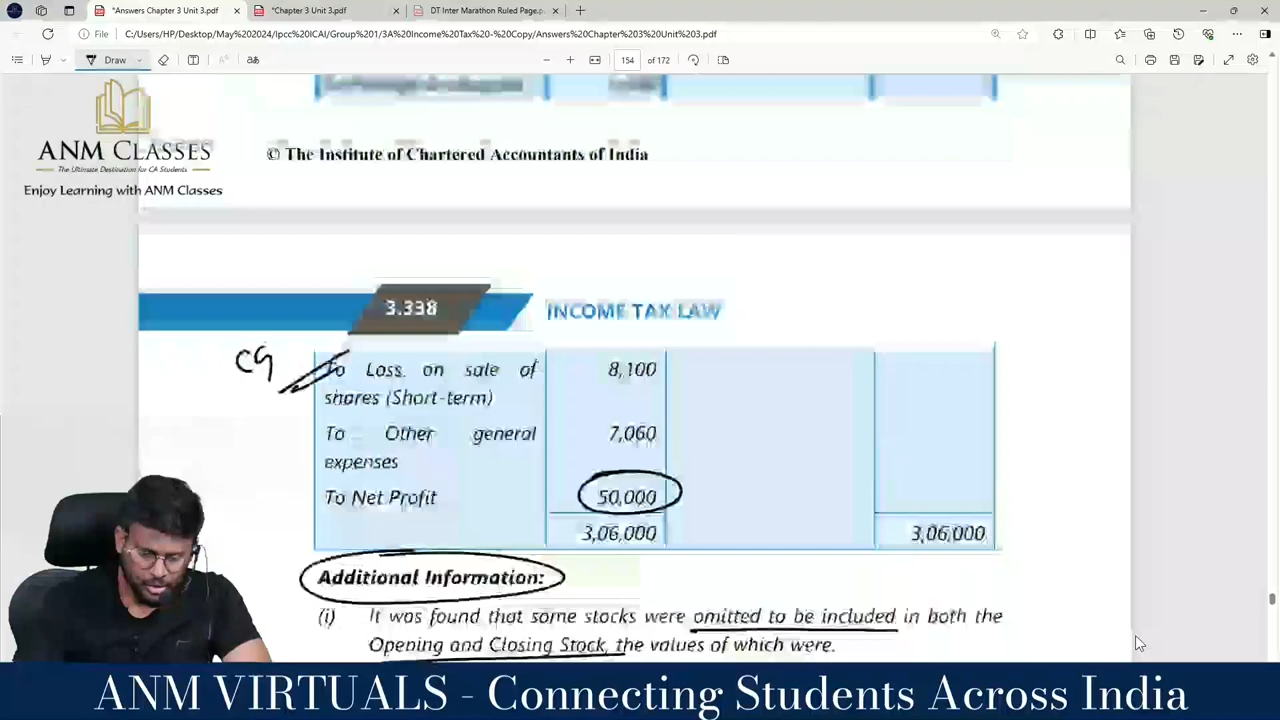 *Answers Chapter 3 Unit 3.pdf
*Chapter 3 Unit 3.pdf
DT Inter Marathon Ruled Page.p
File
C:/Users/HP/Desktop/May%202024/Ipcc%20ICAI/Group%201/3A%20Income%20Tax%20-%20Copy/Answers%20Chapter%203%20Unit%203.pdf
Draw
154 of 172
ANM CLASSES
The Ultimate Destination for CA Students
Enjoy Learning with ANM Classes
© The Institute of Chartered Accountants of India
3.338
INCOME TAX LAW
CG
To Loss on sale of 8,100
shares (Short-term)
To Other general 7,060
expenses
To Net Profit 50,000
3,06,000 3,06,000
Additional Information:
(i) It was found that some stocks were omitted to be included in both the
Opening and Closing Stock, the values of which were.
ANM VIRTUALS - Connecting Students Across India